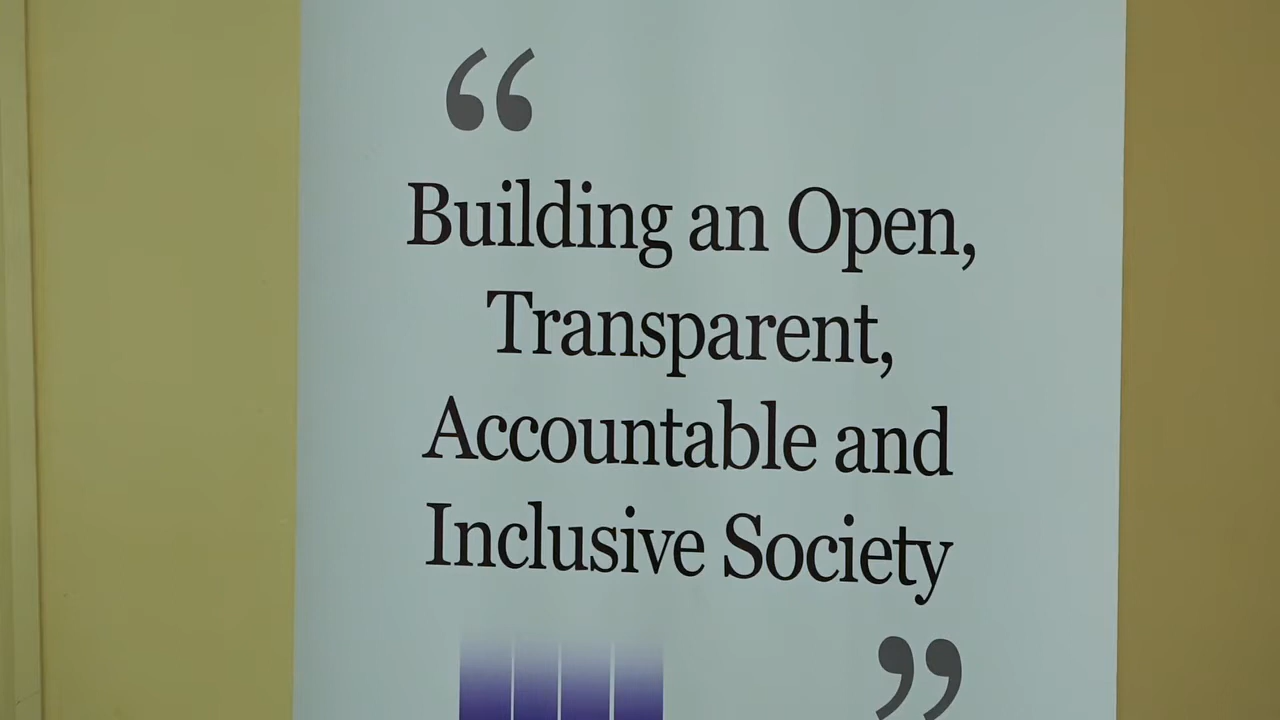 “
Building an Open,
Transparent,
Accountable and
Inclusive Society
”